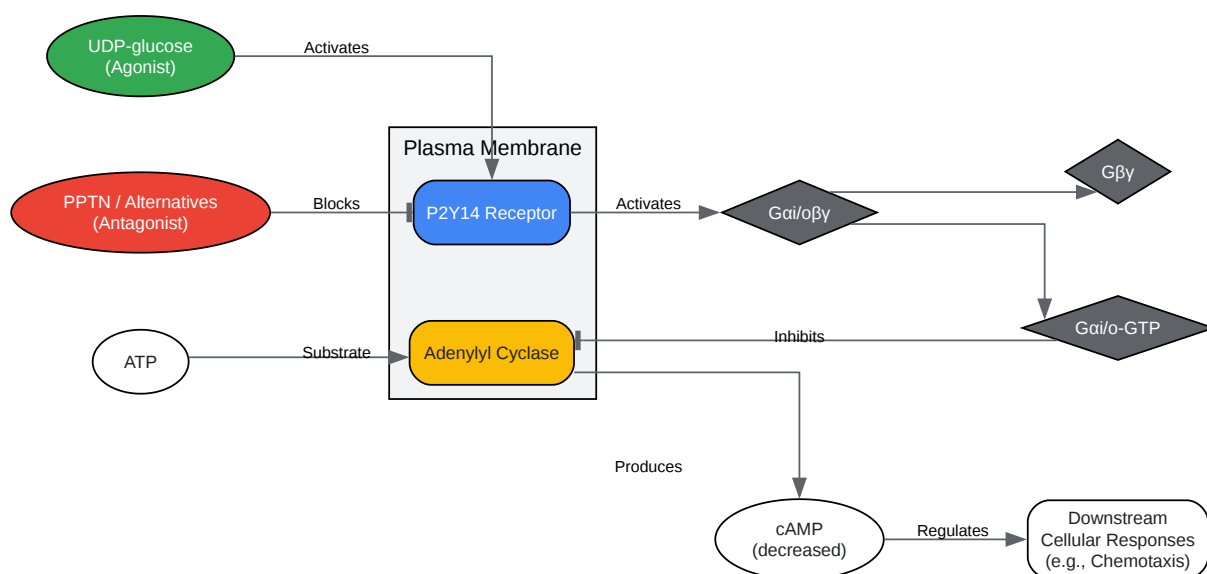 UDP-glucose
(Agonist)
Activates
Plasma Membrane
PPTN / Alternatives
(Antagonist)
Blocks
P2Y14 Receptor
Activates
Gαi/oβγ
Gβγ
Gαi/o-GTP
Inhibits
ATP
Substrate
Adenylyl Cyclase
Produces
cAMP
(decreased)
Regulates
Downstream
Cellular Responses
(e.g., Chemotaxis)